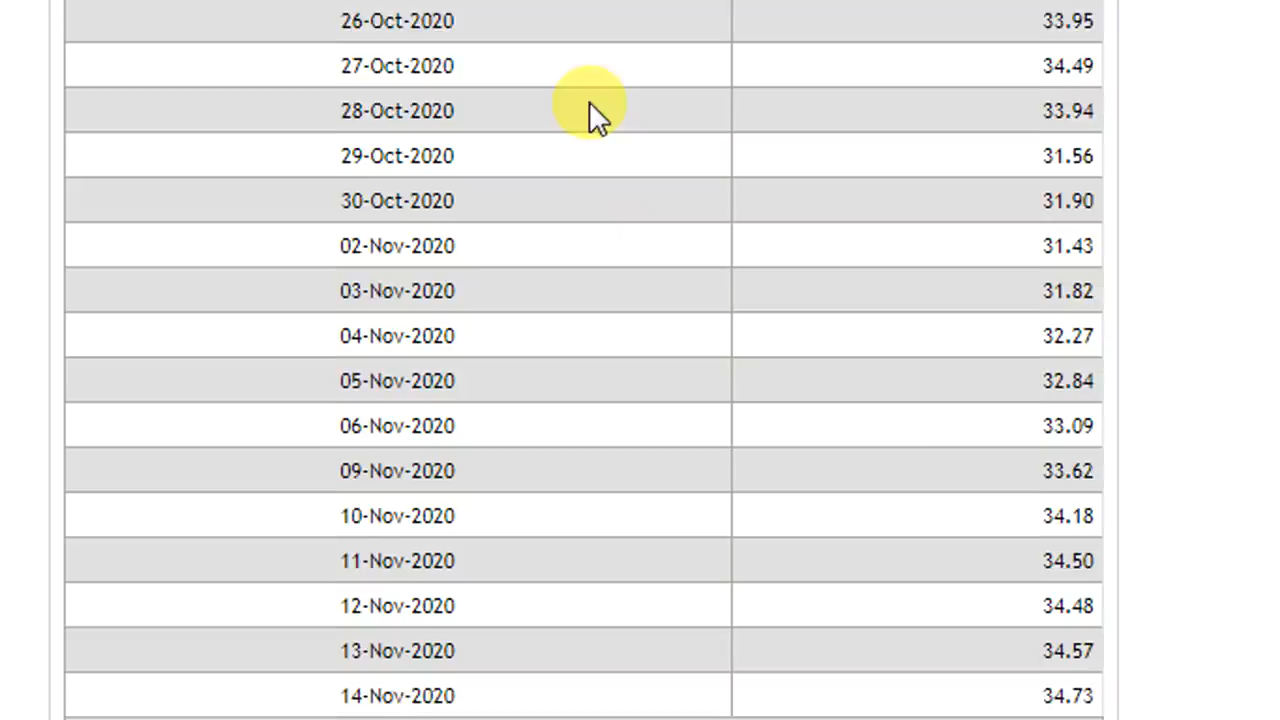 26-Oct-2020 33.95
27-Oct-2020 34.49
28-Oct-2020 33.94
29-Oct-2020 31.56
30-Oct-2020 31.90
02-Nov-2020 31.43
03-Nov-2020 31.82
04-Nov-2020 32.27
05-Nov-2020 32.84
06-Nov-2020 33.09
09-Nov-2020 33.62
10-Nov-2020 34.18
11-Nov-2020 34.50
12-Nov-2020 34.48
13-Nov-2020 34.57
14-Nov-2020 34.73